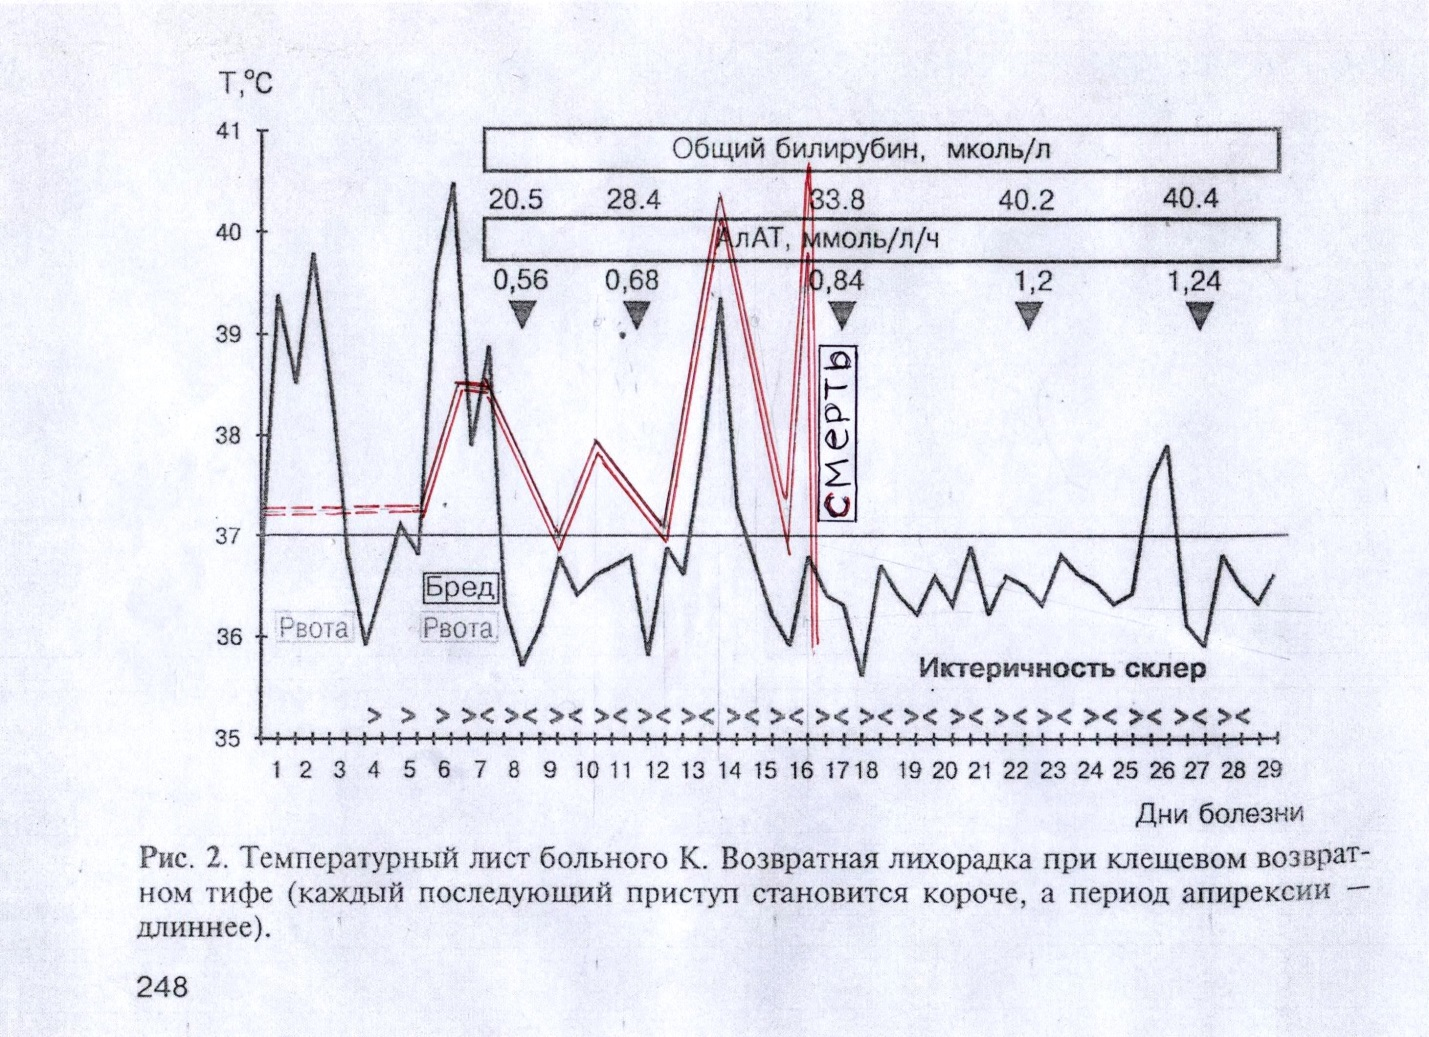 Т,°С
41
Общий билирубин, мколь/л
20.5 28.4 33.8 40.2 40.4
40
АлАТ, ммоль/л/ч
0,56 0,68 0,84 1,2 1,24
39
СМЕРТЬ
38
37
Бред
Рвота Рвота
36
Иктеричность склер
> > > >< >< >< >< >< >< >< >< >< >< >< >< >< >< >< >< >< ><
35
1 2 3 4 5 6 7 8 9 10 11 12 13 14 15 16 17 18 19 20 21 22 23 24 25 26 27 28 29
Дни болезни
Рис. 2. Температурный лист больного К. Возвратная лихорадка при клещевом возврат-
ном тифе (каждый последующий приступ становится короче, а период апирексии —
длиннее).
248